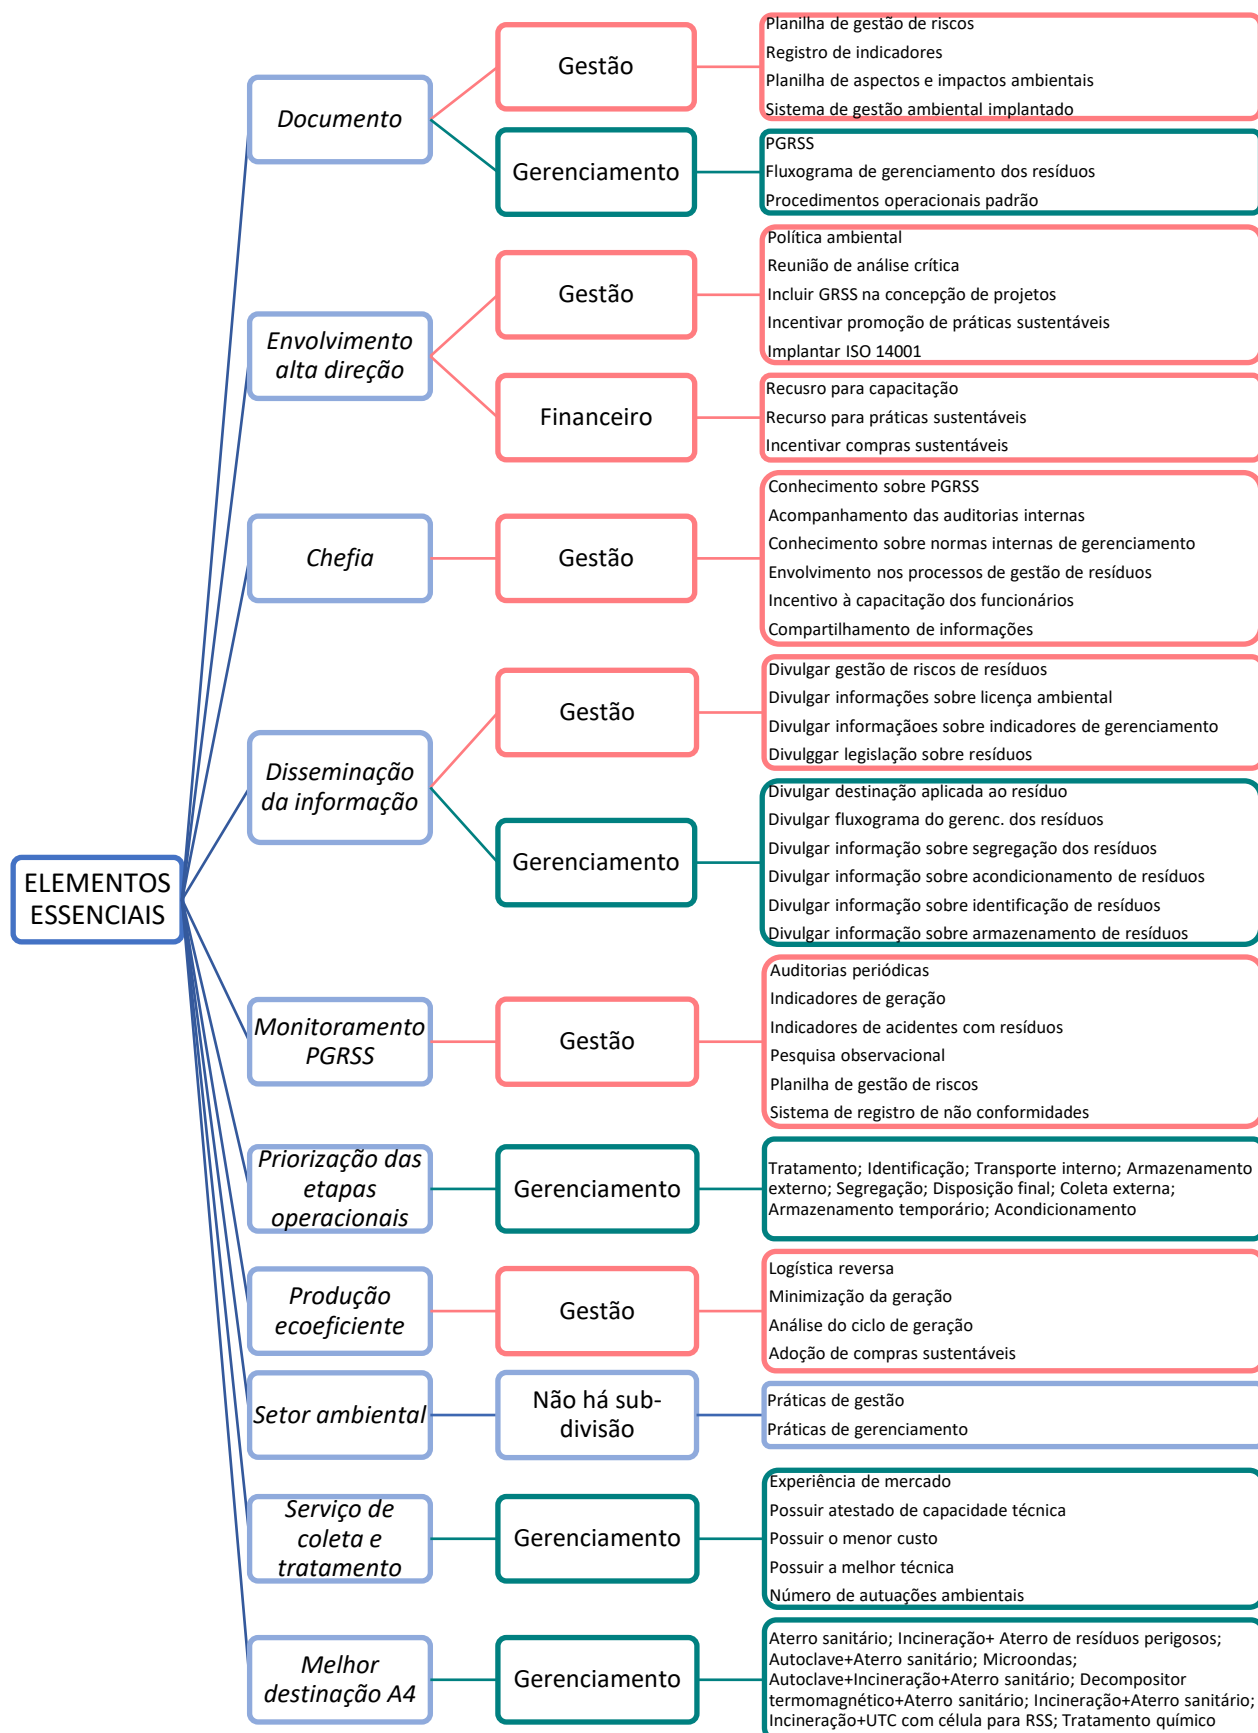 Planilha de gestão de riscos
Registro de indicadores
Planilha de aspectos e impactos ambientais
Sistema de gestão ambiental implantado
Gestão
Documento
Gerenciamento
PGRSS
Fluxograma de gerenciamento dos resíduos
Procedimentos operacionais padrão
Política ambiental
Reunião de análise crítica
Incluir GRSS na concepção de projetos
Incentivar promoção de práticas sustentáveis
Implantar ISO 14001
Gestão
Envolvimento
alta direção
Financeiro
Recusro para capacitação
Recurso para práticas sustentáveis
Incentivar compras sustentáveis
Chefia
Gestão
Conhecimento sobre PGRSS
Acompanhamento das auditorias internas
Conhecimento sobre normas internas de gerenciamento
Envolvimento nos processos de gestão de resíduos
Incentivo à capacitação dos funcionários
Compartilhamento de informações
Divulgar gestão de riscos de resíduos
Divulgar informações sobre licença ambiental
Divulgar informaçãoes sobre indicadores de gerenciamento
Divulggar legislação sobre resíduos
Gestão
Disseminação
da informação
Gerenciamento
Divulgar destinação aplicada ao resíduo
Divulgar fluxograma do gerenc. dos resíduos
Divulgar informação sobre segregação dos resíduos
Divulgar informação sobre acondicionamento de resíduos
Divulgar informação sobre identificação de resíduos
Divulgar informação sobre armazenamento de resíduos
ELEMENTOS
ESSENCIAIS
Monitoramento
PGRSS
Gestão
Auditorias periódicas
Indicadores de geração
Indicadores de acidentes com resíduos
Pesquisa observacional
Planilha de gestão de riscos
Sistema de registro de não conformidades
Priorização das
etapas
operacionais
Gerenciamento
Tratamento; Identificação; Transporte interno; Armazenamento
externo; Segregação; Disposição final; Coleta externa;
Armazenamento temporário; Acondicionamento
Produção
ecoeficiente
Gestão
Logística reversa
Minimização da geração
Análise do ciclo de geração
Adoção de compras sustentáveis
Setor ambiental
Não há sub-
divisão
Práticas de gestão
Práticas de gerenciamento
Serviço de
coleta e
tratamento
Gerenciamento
Experiência de mercado
Possuir atestado de capacidade técnica
Possuir o menor custo
Possuir a melhor técnica
Número de autuações ambientais
Melhor
destinação A4
Gerenciamento
Aterro sanitário; Incineração+ Aterro de resíduos perigosos;
Autoclave+Aterro sanitário; Microondas;
Autoclave+Incineração+Aterro sanitário; Decompositor
termomagnético+Aterro sanitário; Incineração+Aterro sanitário;
Incineração+UTC com célula para RSS; Tratamento químico